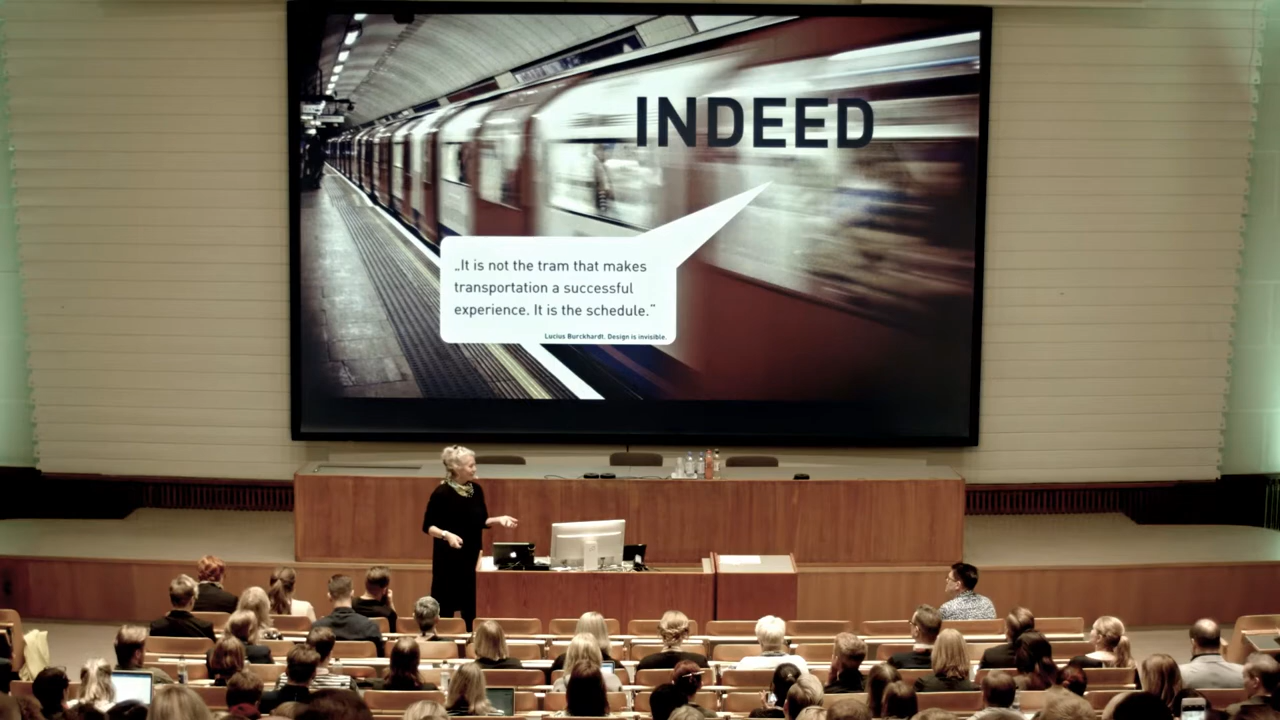 INDEED
„It is not the tram that makes
transportation a successful
experience. It is the schedule.“
Lucius Burckhardt. Design is invisible.